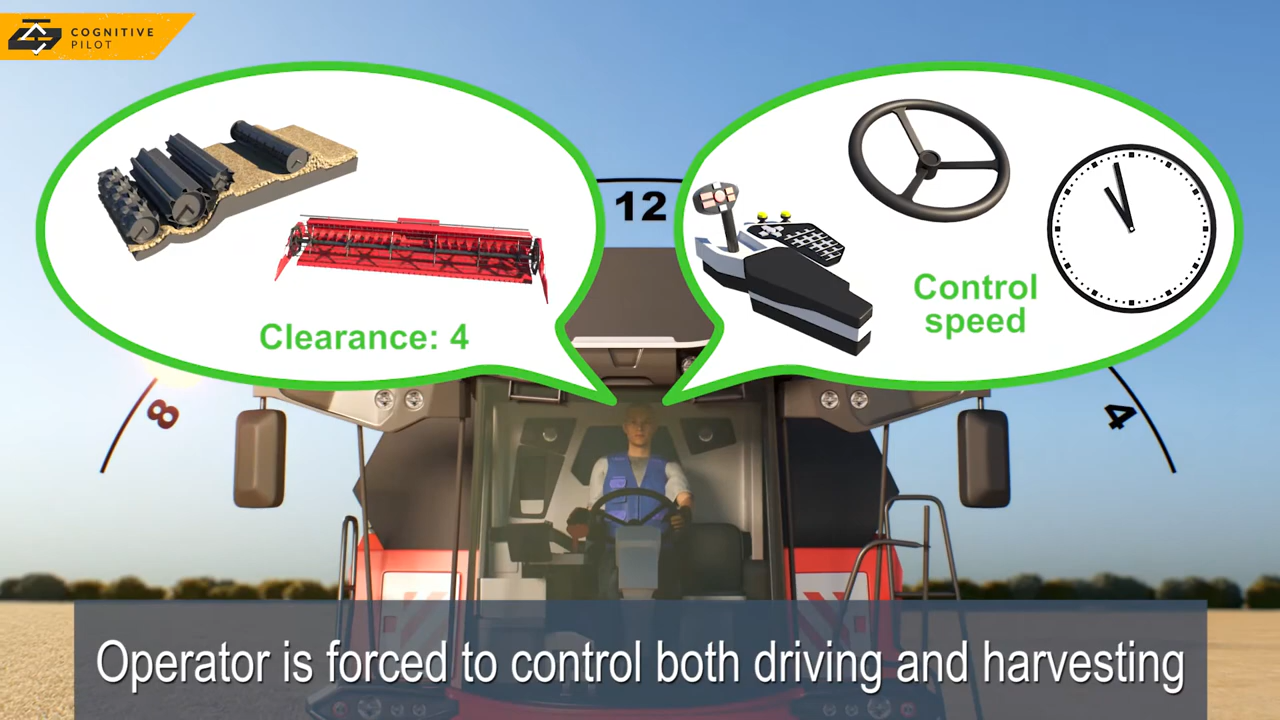 COGNITIVE
PILOT
12
Control
speed
Clearance: 4
8
4
Operator is forced to control both driving and harvesting